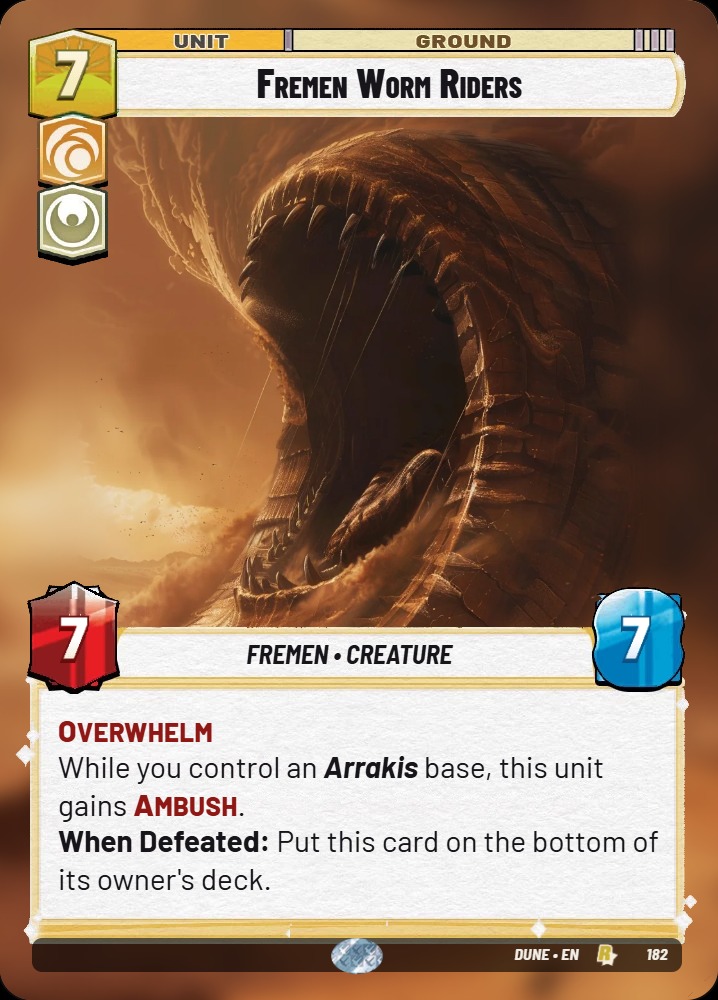 UNIT
GROUND
7
FREMEN WORM RIDERS
7
FREMEN • CREATURE
7
OVERWHELM
While you control an Arrakis base, this unit
gains AMBUSH.
When Defeated: Put this card on the bottom of
its owner's deck.
DUNE • EN R 182